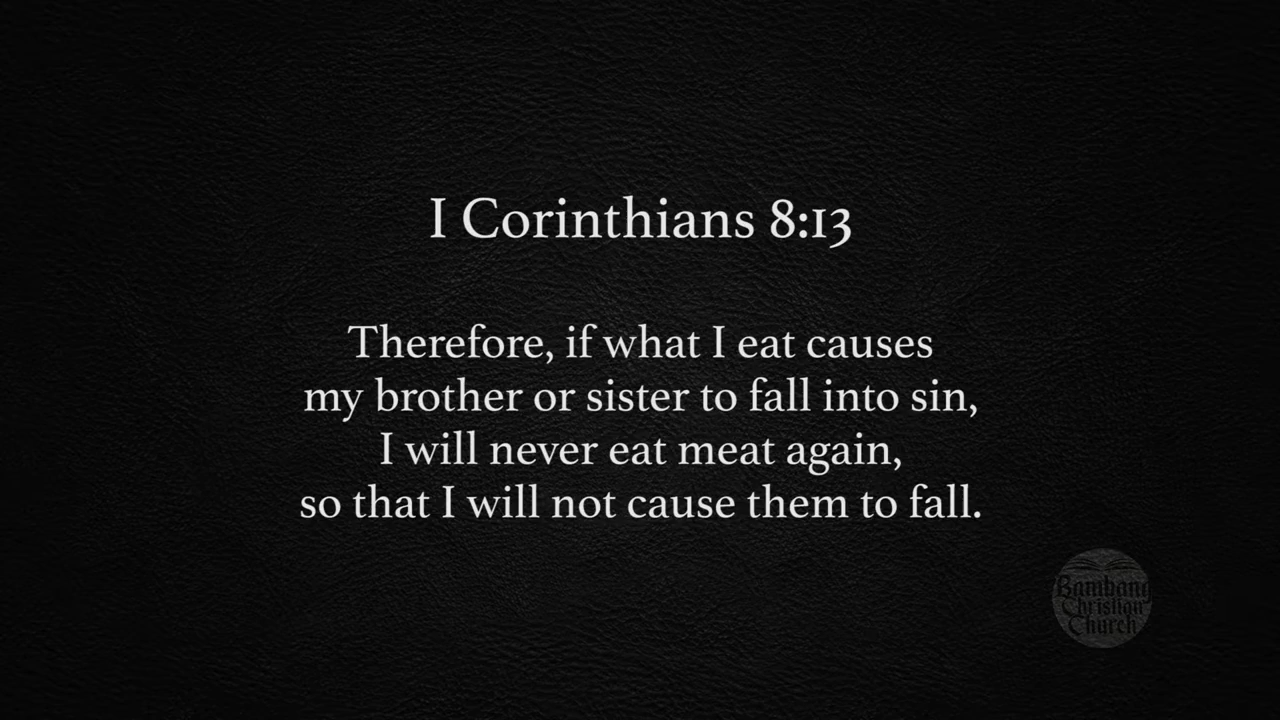 I Corinthians 8:13
Therefore, if what I eat causes
my brother or sister to fall into sin,
I will never eat meat again,
so that I will not cause them to fall.
Bambang
Christian
Church